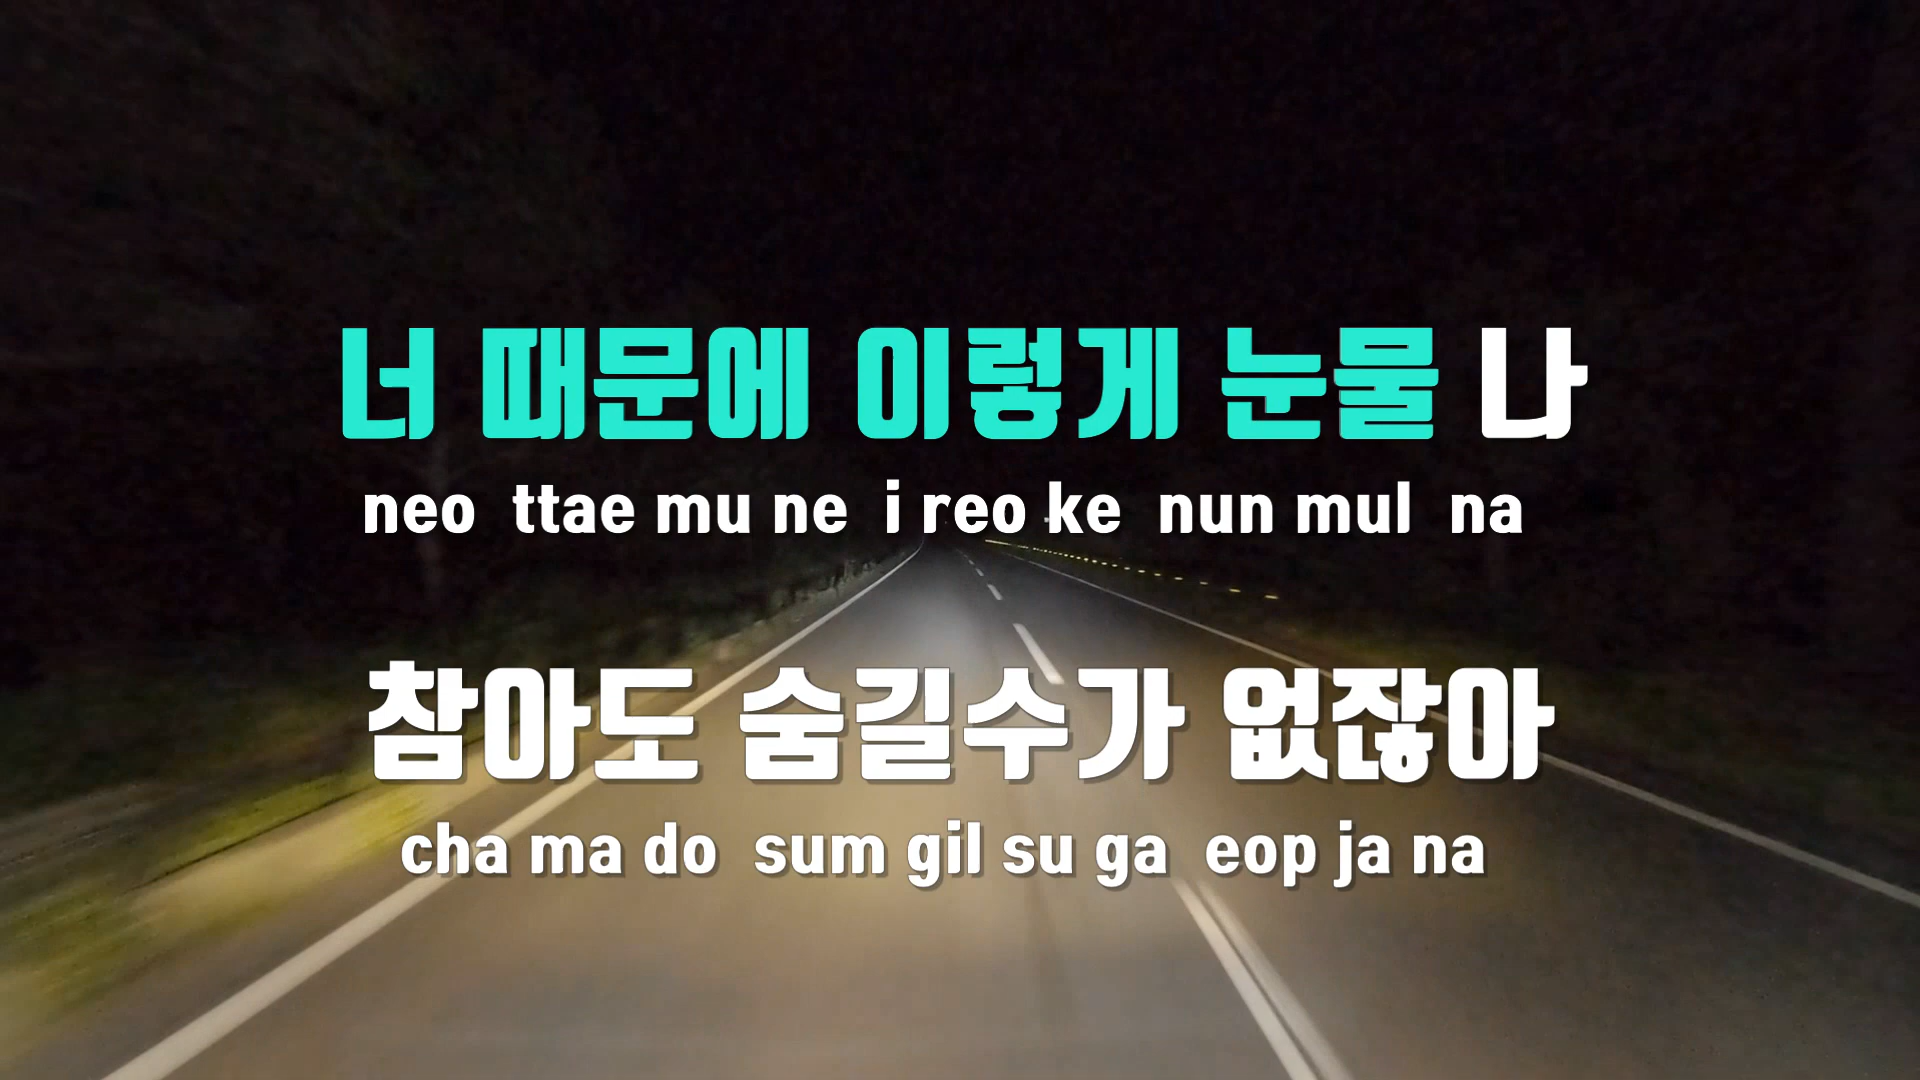 너 때문에 이렇게 눈물 나
neo ttae mu ne i reo ke nun mul na
참아도 숨길수가 없잖아
cha ma do sum gil su ga eop ja na